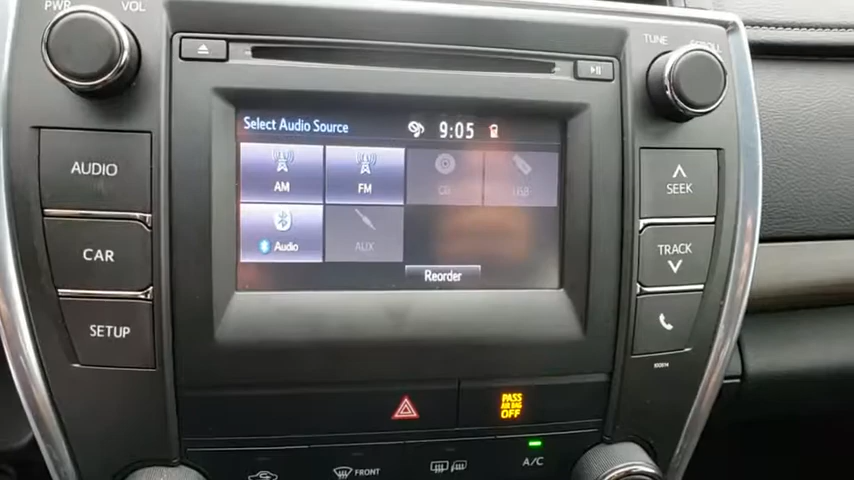 PWR VOL
TUNE SCROLL
AUDIO
CAR
SETUP
Select Audio Source
9:05
AM
FM
CD
USB
Audio
AUX
Reorder
SEEK
TRACK
PASS
AIR BAG
OFF
FRONT
A/C